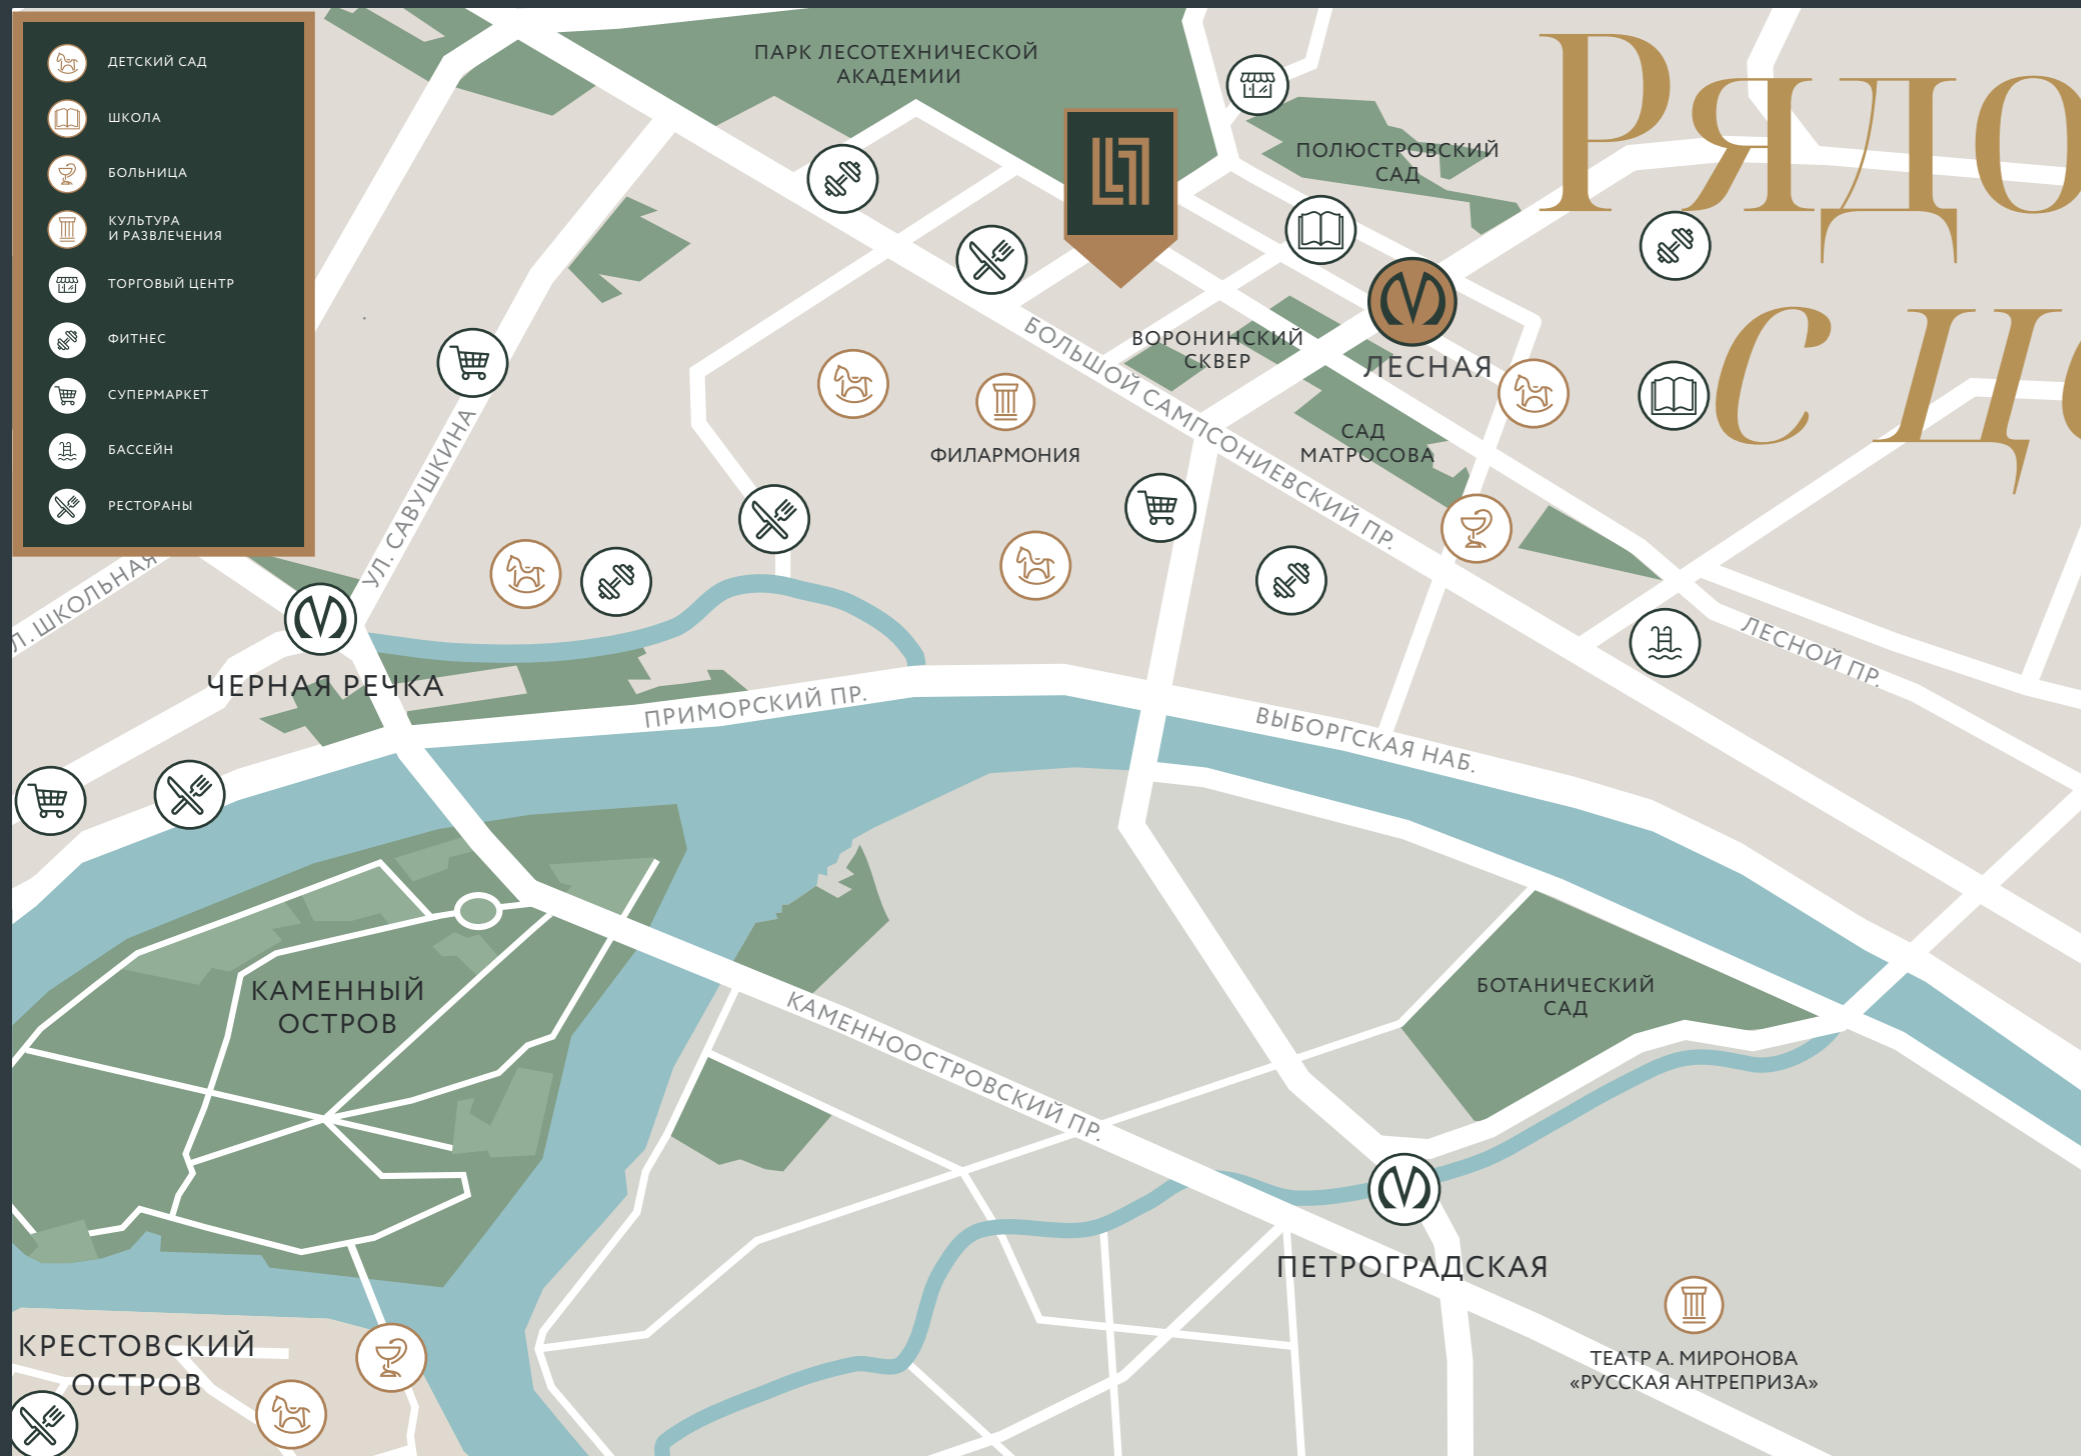 ДЕТСКИЙ САД
ШКОЛА
БОЛЬНИЦА
КУЛЬТУРА
И РАЗВЛЕЧЕНИЯ
ТОРГОВЫЙ ЦЕНТР
ФИТНЕС
СУПЕРМАРКЕТ
БАССЕЙН
РЕСТОРАНЫ
ПАРК ЛЕСОТЕХНИЧЕСКОЙ
АКАДЕМИИ
ПОЛЮСТРОВСКИЙ
САД
Рядо
с це
ВОРОНИНСКИЙ
СКВЕР
ЛЕСНАЯ
БОЛЬШОЙ САМПСОНИЕВСКИЙ ПР.
САД
МАТРОСОВА
ФИЛАРМОНИЯ
УЛ. САВУШКИНА
Л. ШКОЛЬНАЯ
ЛЕСНОЙ ПР.
ЧЕРНАЯ РЕЧКА
ПРИМОРСКИЙ ПР.
ВЫБОРГСКАЯ НАБ.
КАМЕННЫЙ
ОСТРОВ
КАМЕННООСТРОВСКИЙ ПР.
БОТАНИЧЕСКИЙ
САД
ПЕТРОГРАДСКАЯ
КРЕСТОВСКИЙ
ОСТРОВ
ТЕАТР А. МИРОНОВА
«РУССКАЯ АНТРЕПРИЗА»